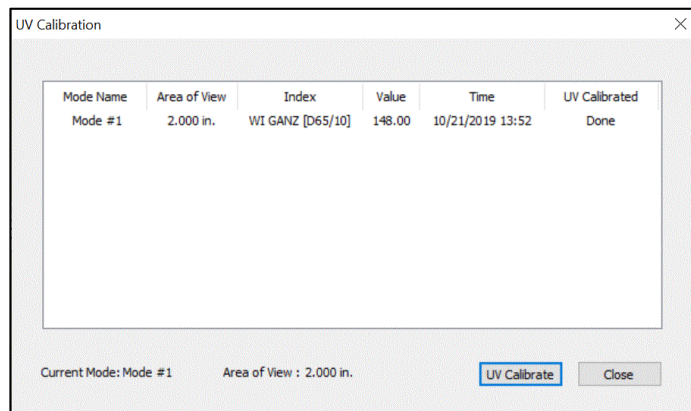 UV Calibration
Mode Name Area of View Index Value Time UV Calibrated
Mode #1 2.000 in. WI GANZ [D65/10] 148.00 10/21/2019 13:52 Done
Current Mode: Mode #1 Area of View : 2.000 in. UV Calibrate Close